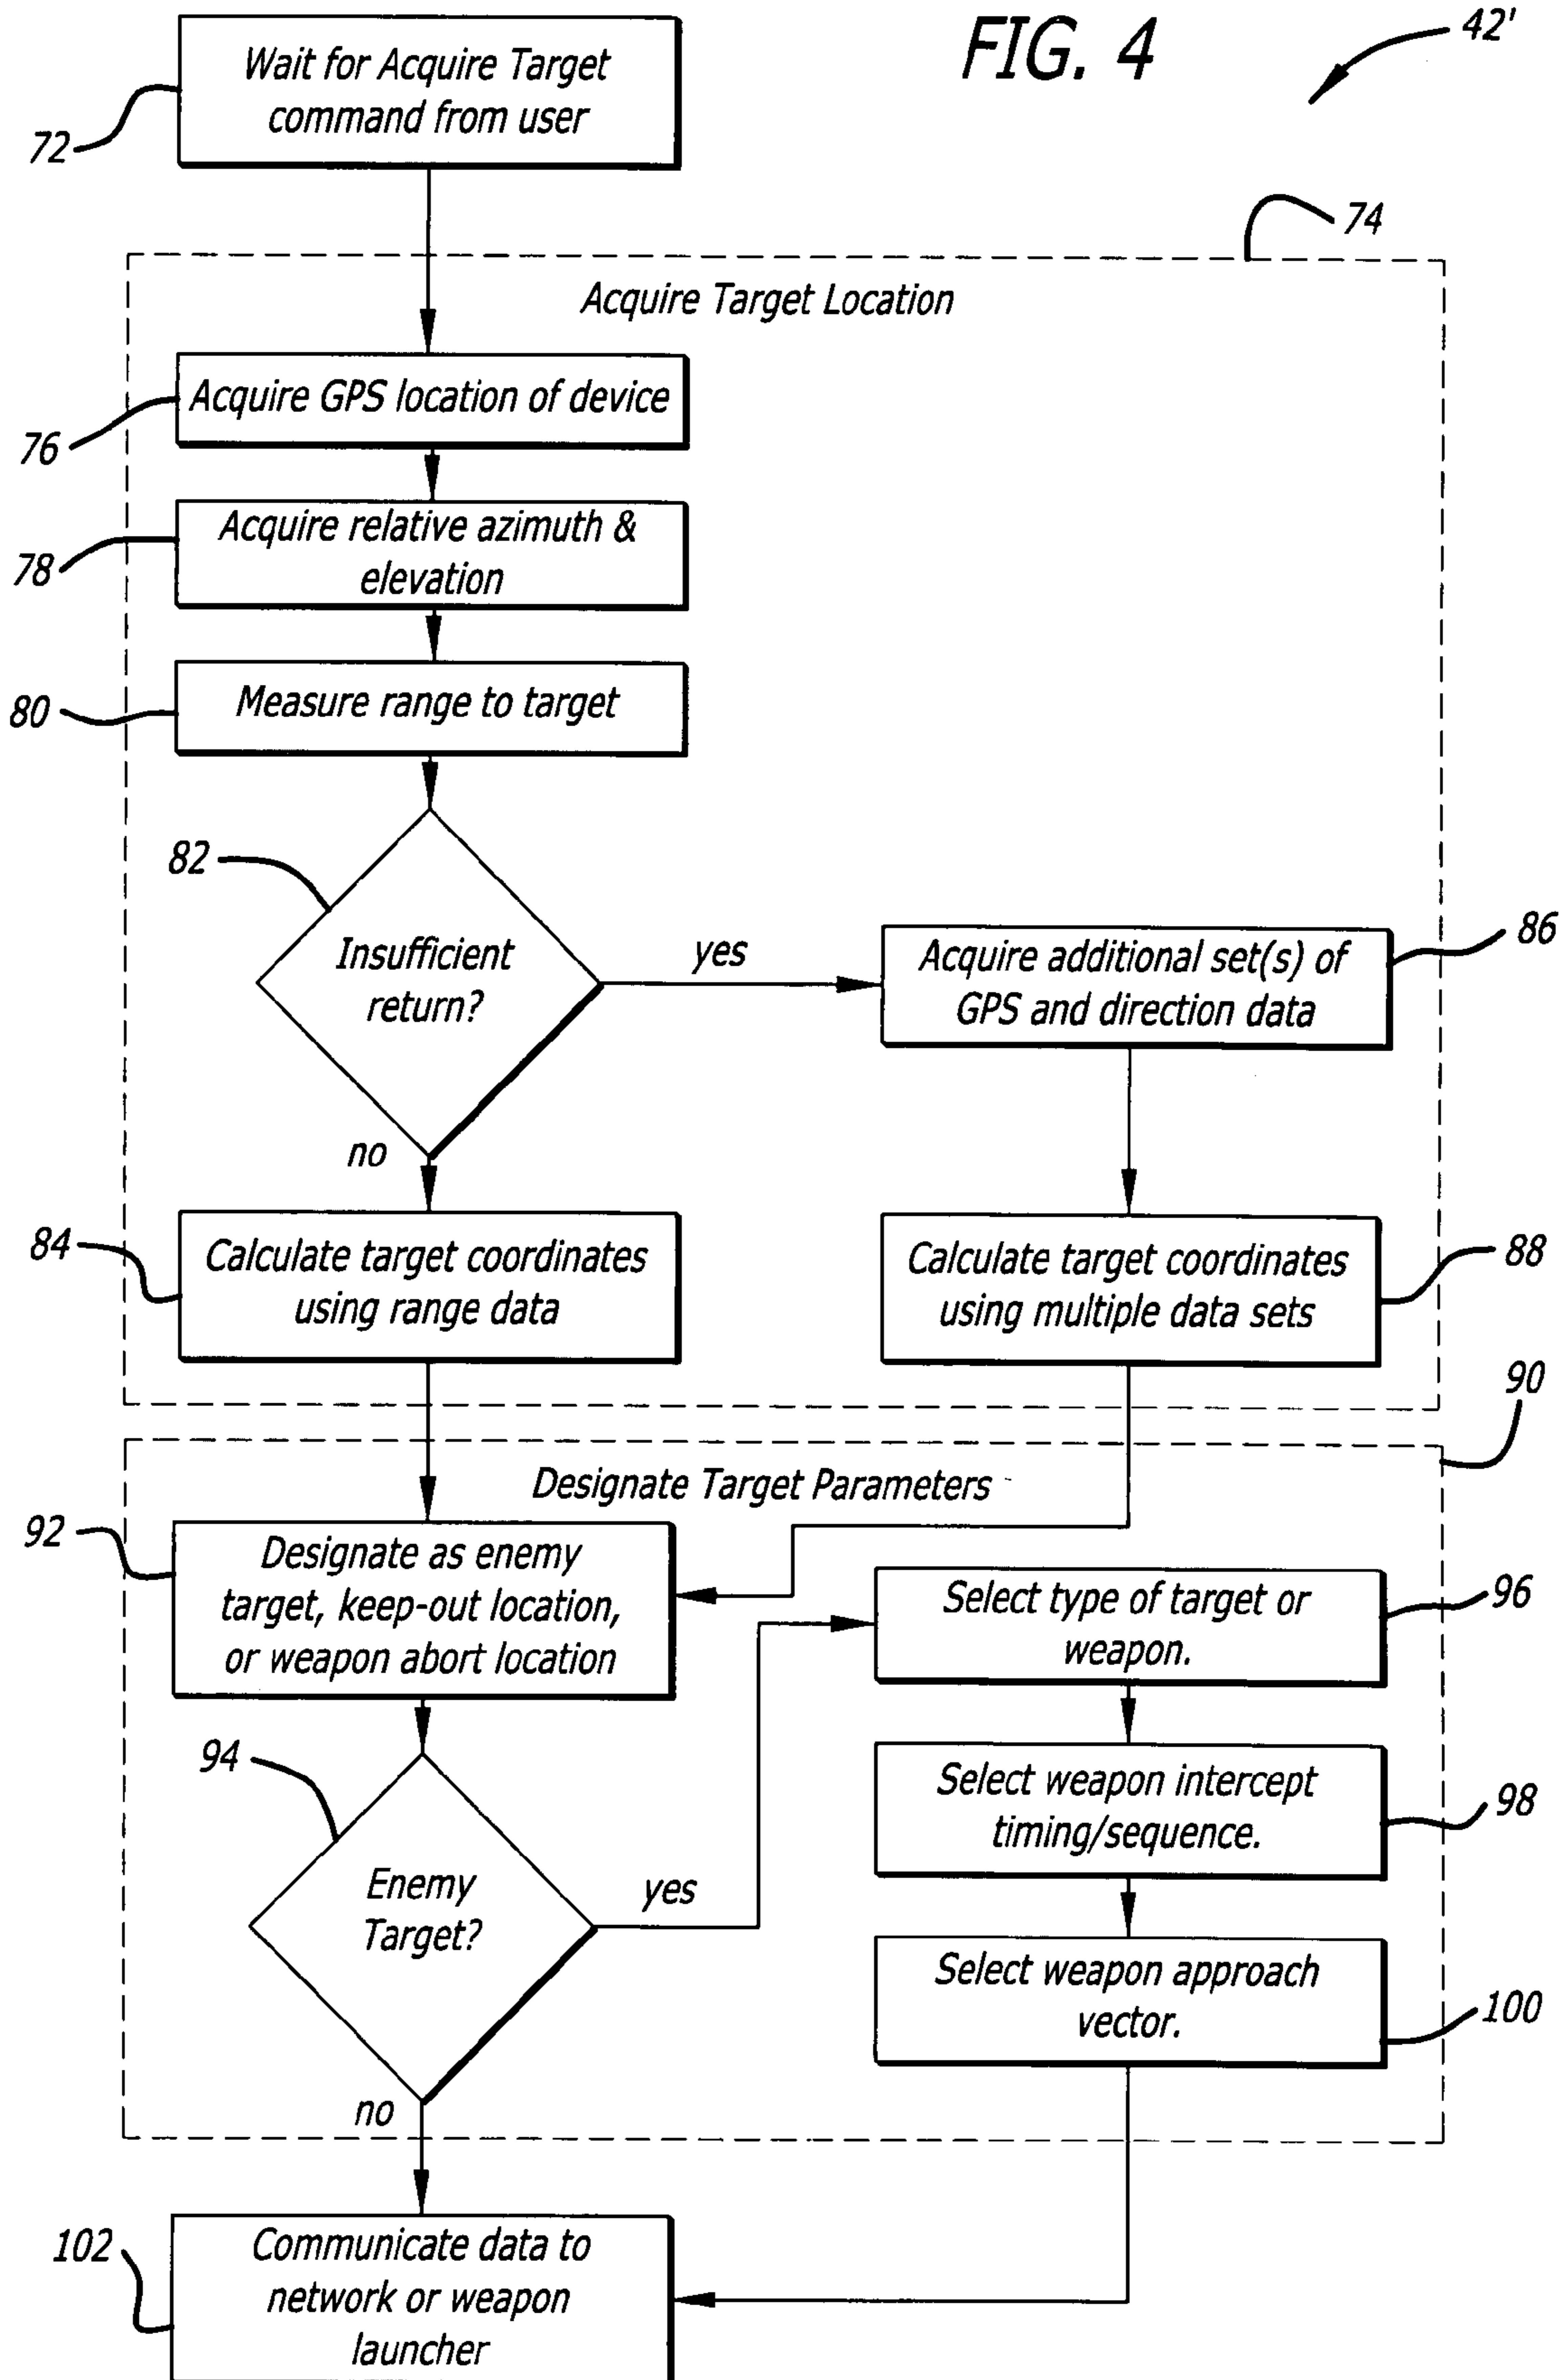 FIG. 4
42'
Wait for Acquire Target
command from user
72
74
Acquire Target Location
Acquire GPS location of device
76
Acquire relative azimuth &
elevation
78
Measure range to target
80
82
Insufficient
return?
yes
Acquire additional set(s) of
GPS and direction data
86
no
84
Calculate target coordinates
using range data
Calculate target coordinates
using multiple data sets
88
90
Designate Target Parameters
92
Designate as enemy
target, keep-out location,
or weapon abort location
Select type of target or
weapon.
96
94
Enemy
Target?
yes
Select weapon intercept
timing/sequence.
98
Select weapon approach
vector.
100
no
102
Communicate data to
network or weapon
launcher